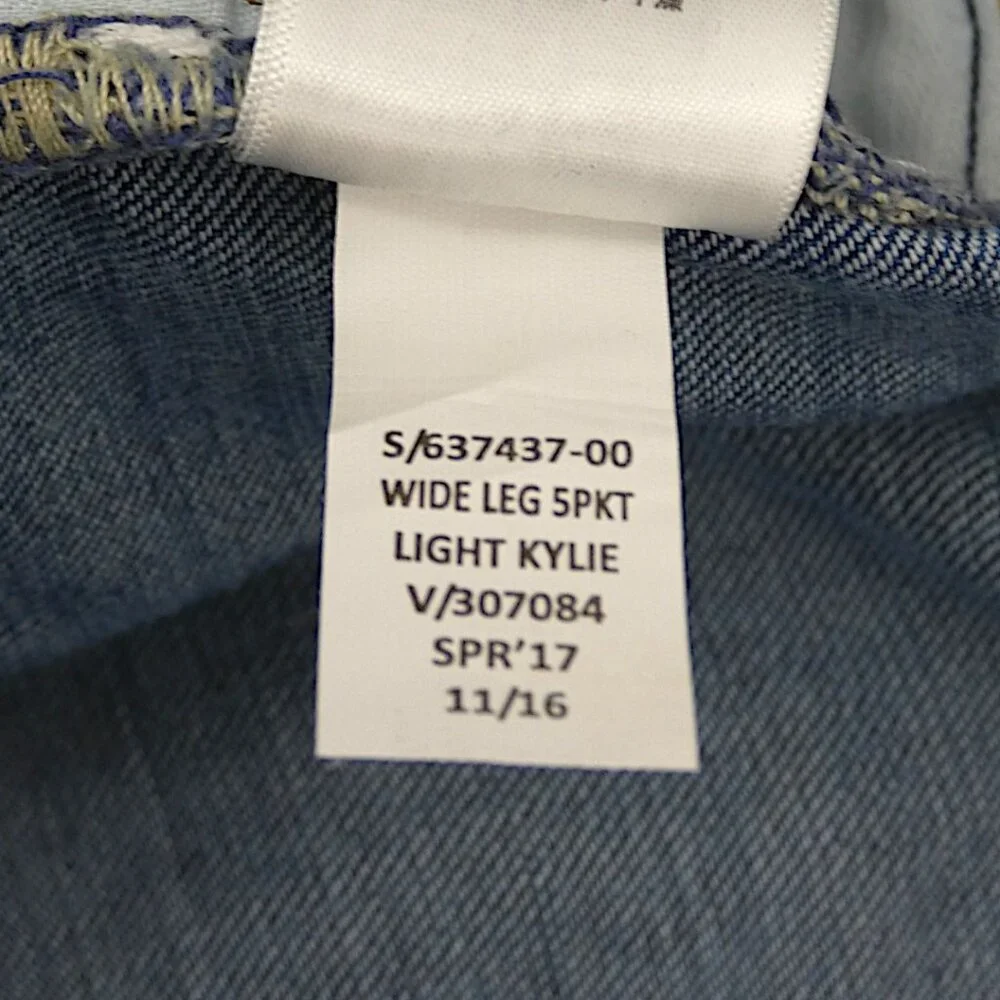 S/637437-00
WIDE LEG 5PKT
LIGHT KYLIE
V/307084
SPR'17
11/16